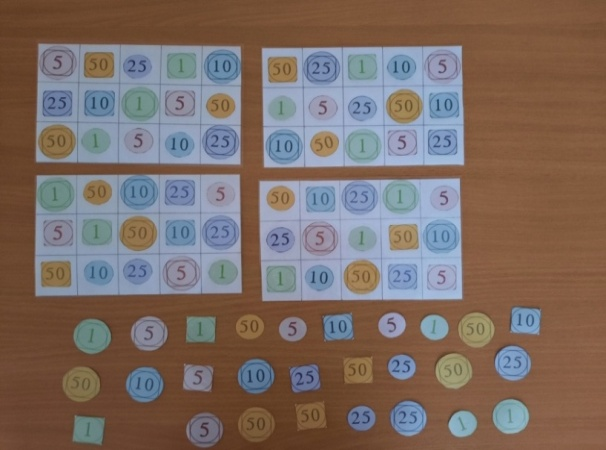 5 50 25 1 10
25 10 1 5 50
50 1 5 10 25
50 25 1 10 5
1 5 25 50 10
10 50 1 5 25
1 50 10 25 5
5 1 50 10 25
50 10 25 5 1
50 10 25 1 5
25 5 1 50 10
1 10 50 25 5
1 5 1 50 5 10 5 1 50 10
50 10 5 10 25 50 25 50 25
1 5 50 50 25 25 1 1